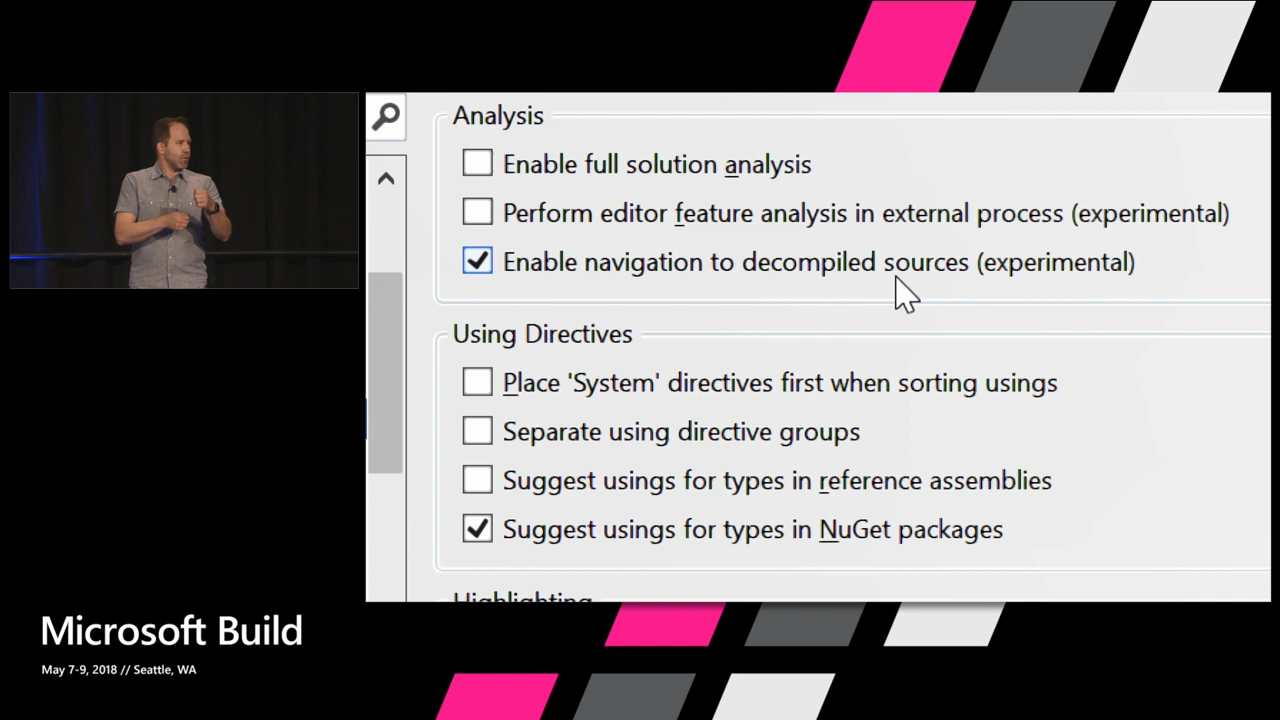 Analysis
Enable full solution analysis
Perform editor feature analysis in external process (experimental)
Enable navigation to decompiled sources (experimental)
Using Directives
Place 'System' directives first when sorting usings
Separate using directive groups
Suggest usings for types in reference assemblies
Suggest usings for types in NuGet packages
Highlighting
Microsoft Build
May 7-9, 2018 // Seattle, WA